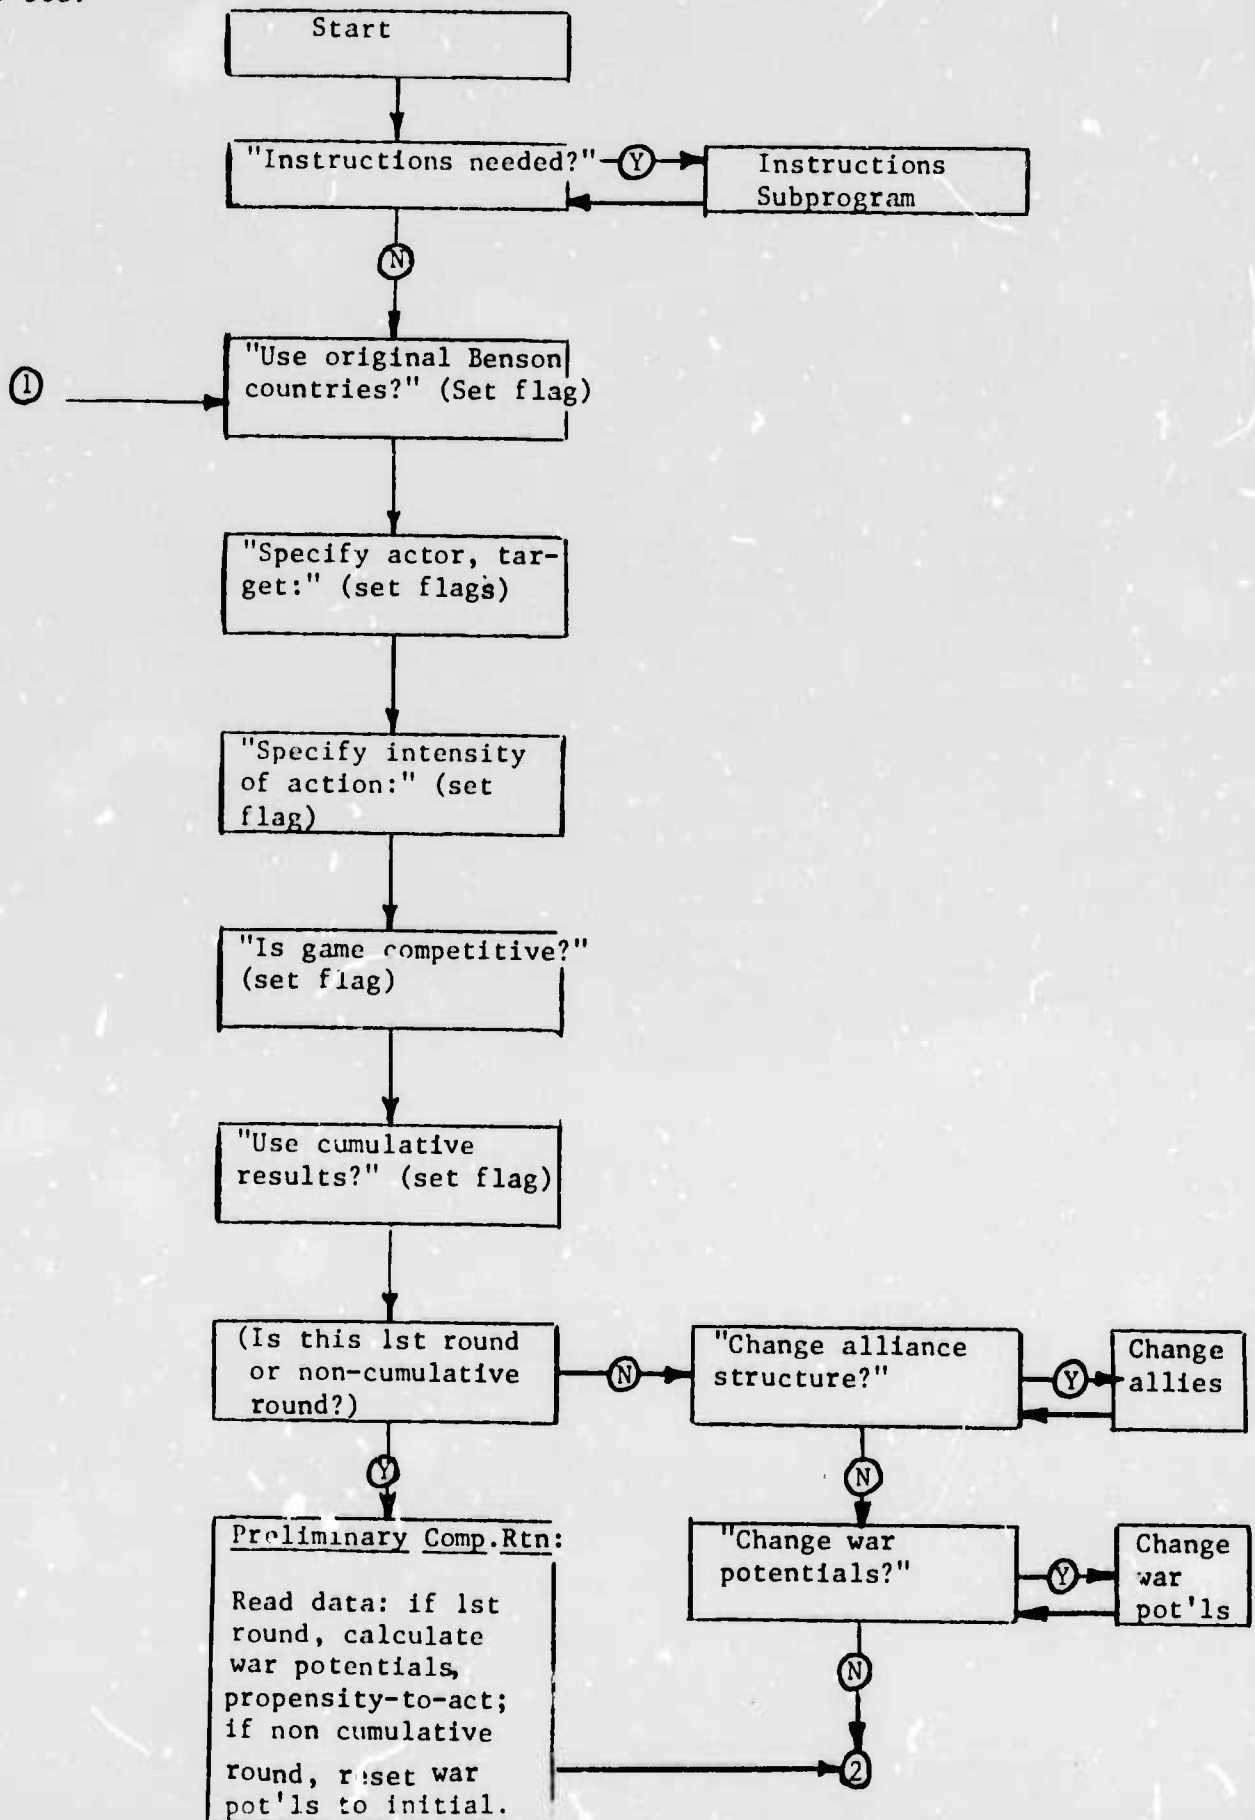 Start
"Instructions needed?"
Y
Instructions
Subprogram
N
1
"Use original Benson
countries?" (Set flag)
"Specify actor, tar-
get:" (set flags)
"Specify intensity
of action:" (set
flag)
"Is game competitive?"
(set flag)
"Use cumulative
results?" (set flag)
(Is this 1st round
or non-cumulative
round?)
N
"Change alliance
structure?"
Y
Change
allies
Y
N
Preliminary Comp.Rtn:
Read data: if 1st
round, calculate
war potentials,
propensity-to-act;
if non cumulative
round, reset war
pot'ls to initial.
"Change war
potentials?"
Y
Change
war
pot'ls
N
2